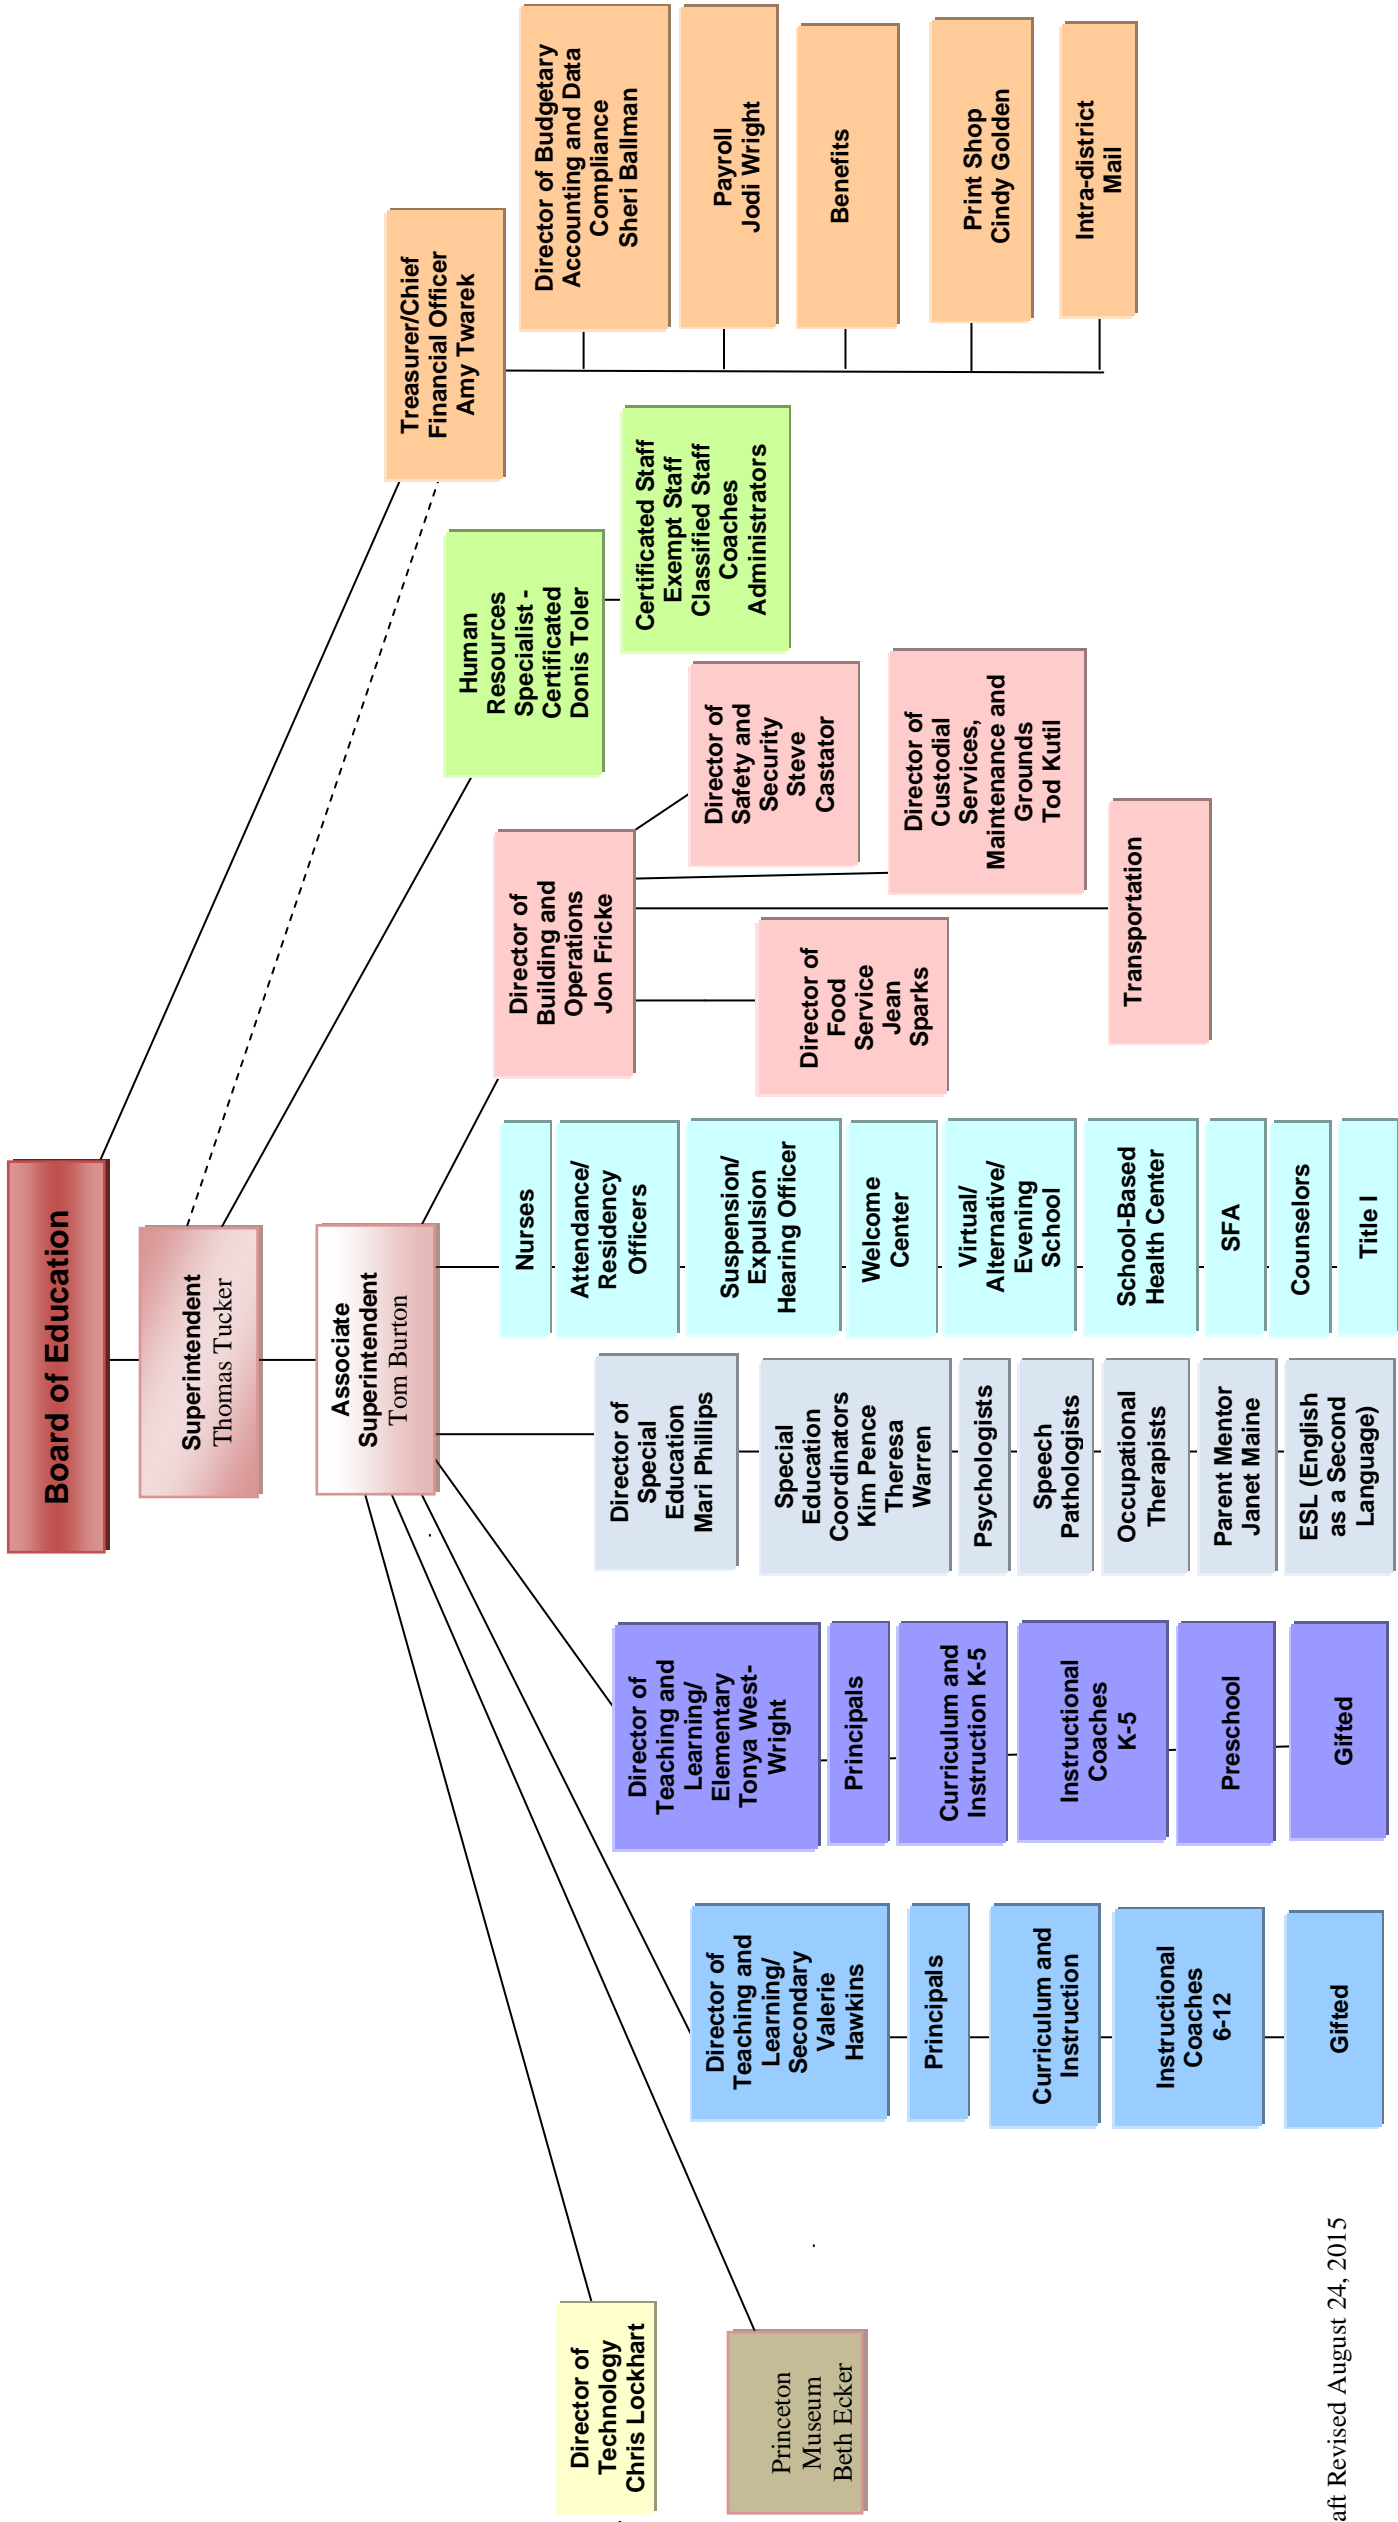 Board of Education
Superintendent
Thomas Tucker
Associate
Superintendent
Tom Burton
Treasurer/Chief
Financial Officer
Amy Twarek
Director of Budgetary
Accounting and Data
Compliance
Sheri Ballman
Payroll
Jodi Wright
Benefits
Print Shop
Cindy Golden
Intra-district
Mail
Human
Resources
Specialist -
Certificated
Donis Toler
Certificated Staff
Exempt Staff
Classified Staff
Coaches
Administrators
Director of
Building and
Operations
Jon Fricke
Director of
Safety and
Security
Steve
Castator
Director of
Custodial
Services,
Maintenance and
Grounds
Tod Kutil
Director of
Food
Service
Jean
Sparks
Transportation
Nurses
Attendance/
Residency
Officers
Suspension/
Expulsion
Hearing Officer
Welcome
Center
Virtual/
Alternative/
Evening
School
School-Based
Health Center
SFA
Counselors
Title I
Director of
Special
Education
Mari Phillips
Special
Education
Coordinators
Kim Pence
Theresa
Warren
Psychologists
Speech
Pathologists
Occupational
Therapists
Parent Mentor
Janet Maine
ESL (English
as a Second
Language)
Director of
Teaching and
Learning/
Elementary
Tonya West-
Wright
Principals
Curriculum and
Instruction K-5
Instructional
Coaches
K-5
Preschool
Gifted
Director of
Teaching and
Learning/
Secondary
Valerie
Hawkins
Principals
Curriculum and
Instruction
Instructional
Coaches
6-12
Gifted
Director of
Technology
Chris Lockhart
Princeton
Museum
Beth Ecker
aft Revised August 24, 2015